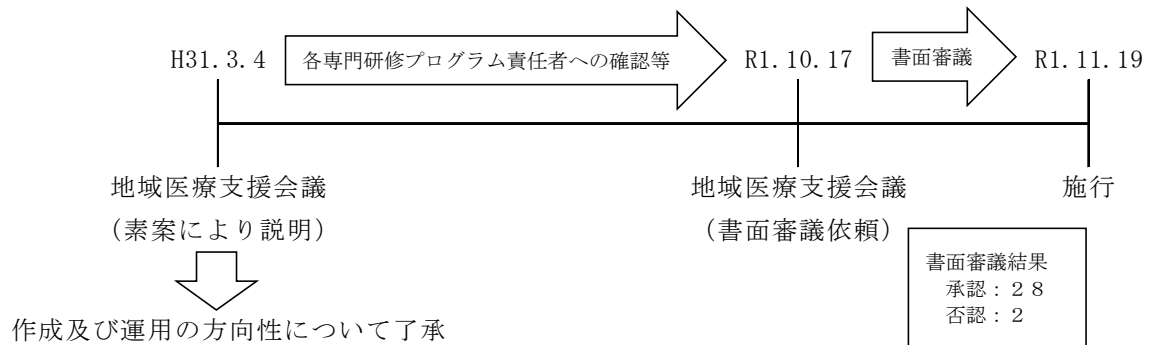 H31.3.4
各専門研修プログラム責任者への確認等
R1.10.17
書面審議
R1.11.19
地域医療支援会議
(素案により説明)
地域医療支援会議
(書面審議依頼)
施行
作成及び運用の方向性について了承
書面審議結果
承認：２８
否認：２